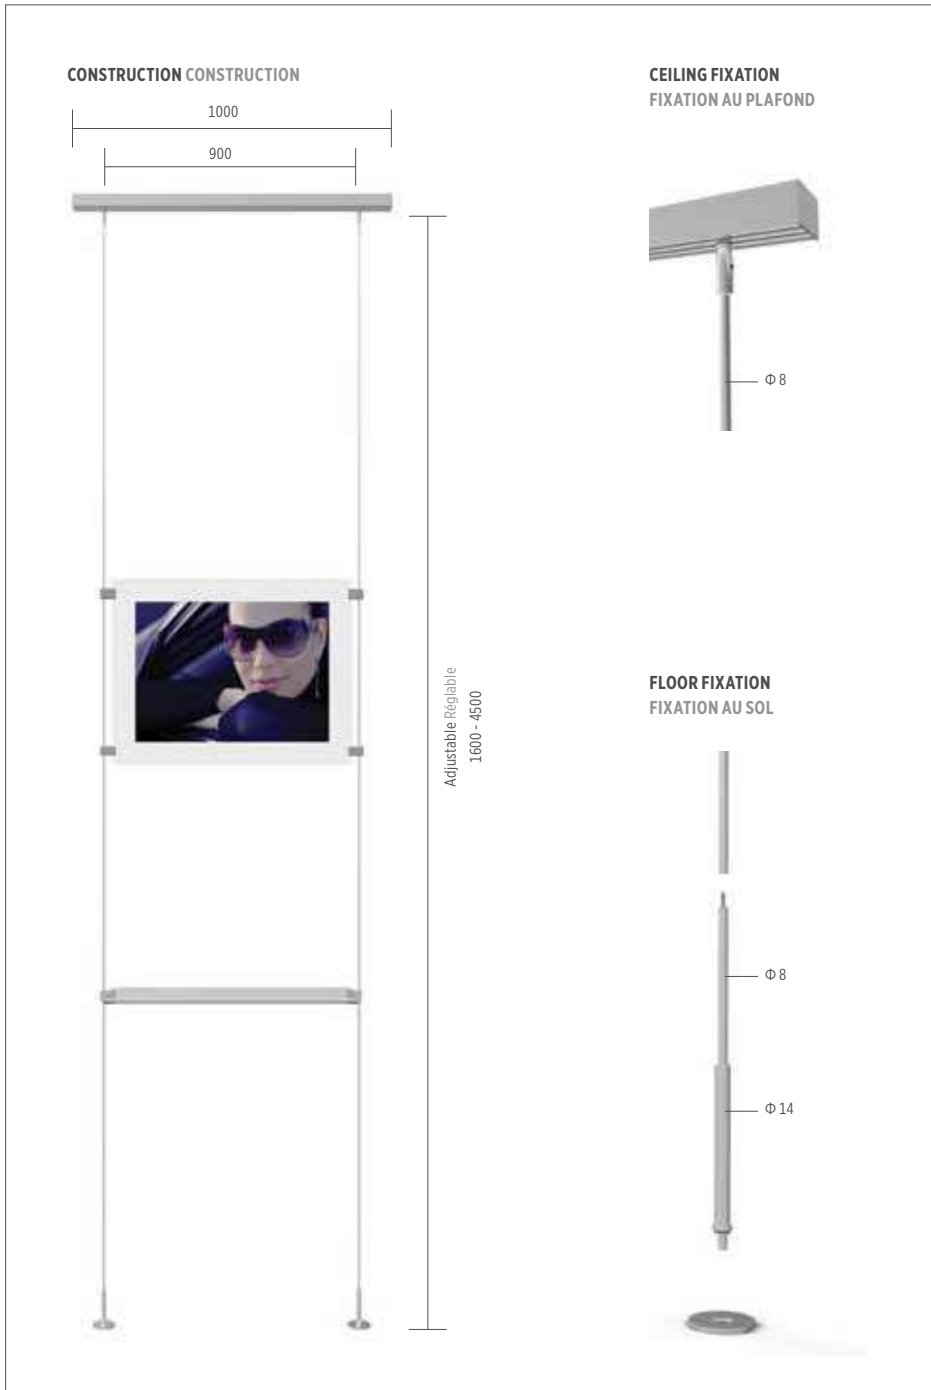 CONSTRUCTION CONSTRUCTION
1000
900
Adjustable Réglable
1600 - 4500
CEILING FIXATION
FIXATION AU PLAFOND
Φ 8
FLOOR FIXATION
FIXATION AU SOL
Φ 8
Φ 14